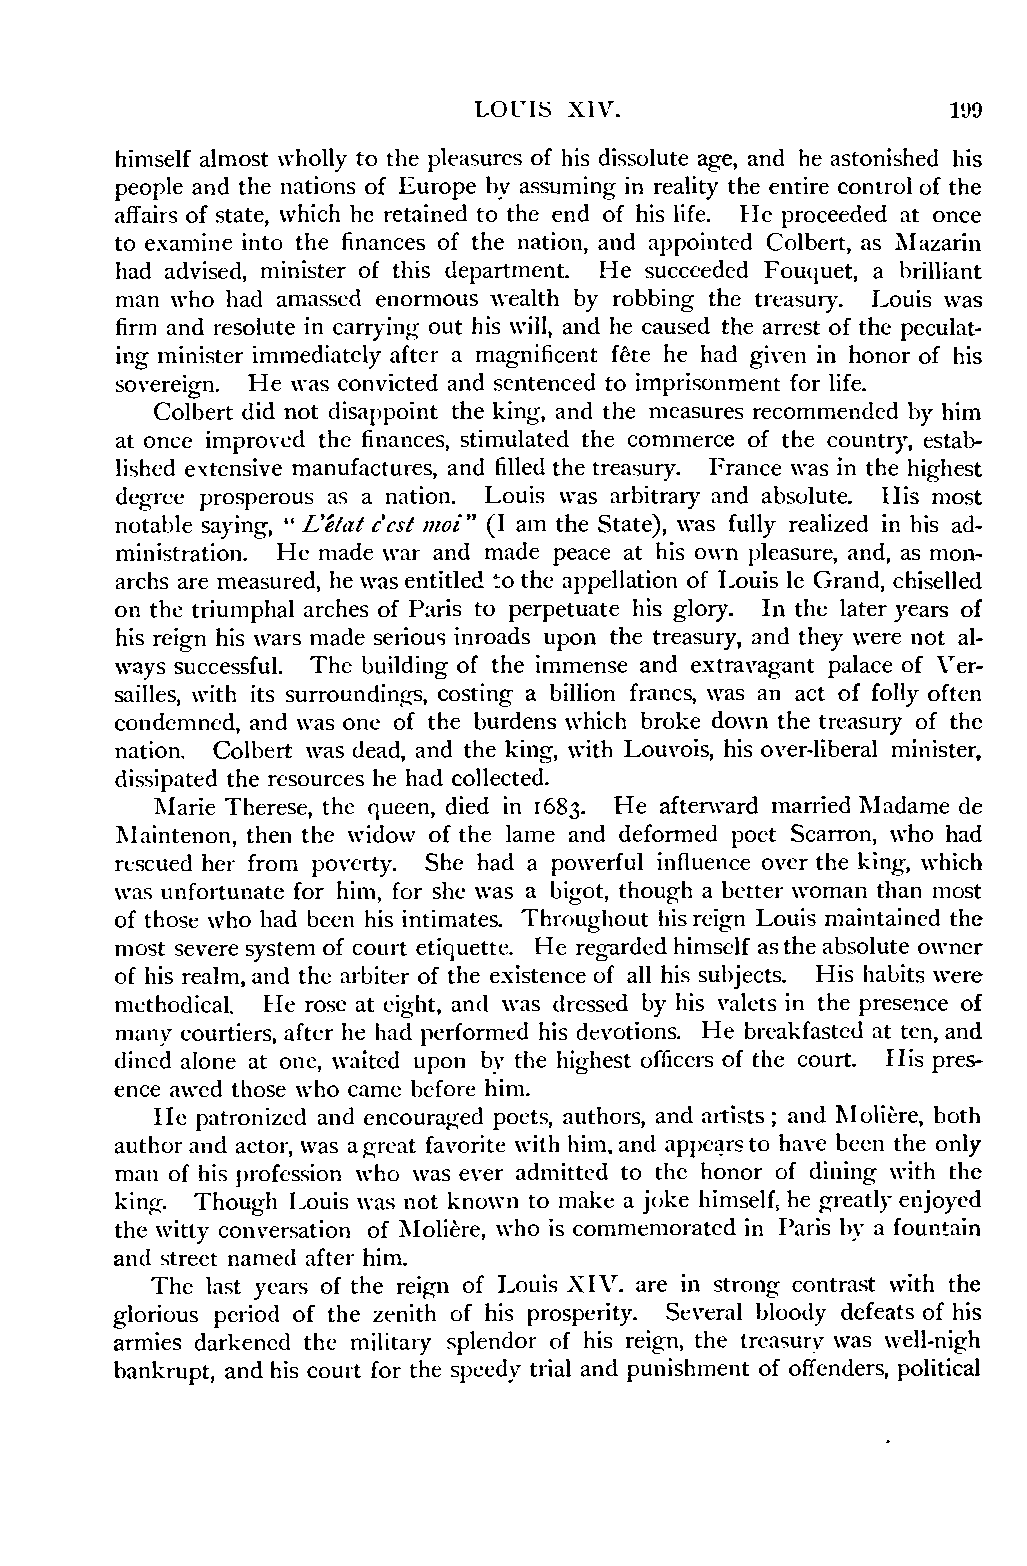 LOUIS XIV. 199
himself almost wholly to the pleasures of his dissolute age, and he astonished his
people and the nations of Europe by assuming in reality the entire control of the
affairs of state, which he retained to the end of his life. He proceeded at once
to examine into the finances of the nation, and appointed Colbert, as Mazarin
had advised, minister of this department. He succeeded Fouquet, a brilliant
man who had amassed enormous wealth by robbing the treasury. Louis was
firm and resolute in carrying out his will, and he caused the arrest of the peculat-
ing minister immediately after a magnificent fête he had given in honor of his
sovereign. He was convicted and sentenced to imprisonment for life.
Colbert did not disappoint the king, and the measures recommended by him
at once improved the finances, stimulated the commerce of the country, estab-
lished extensive manufactures, and filled the treasury. France was in the highest
degree prosperous as a nation. Louis was arbitrary and absolute. His most
notable saying, "L'état c'est moi" (I am the State), was fully realized in his ad-
ministration. He made war and made peace at his own pleasure, and, as mon-
archs are measured, he was entitled to the appellation of Louis le Grand, chiselled
on the triumphal arches of Paris to perpetuate his glory. In the later years of
his reign his wars made serious inroads upon the treasury, and they were not al-
ways successful. The building of the immense and extravagant palace of Ver-
sailles, with its surroundings, costing a billion francs, was an act of folly often
condemned, and was one of the burdens which broke down the treasury of the
nation. Colbert was dead, and the king, with Louvois, his over-liberal minister,
dissipated the resources he had collected.
Marie Therese, the queen, died in 1683. He afterward married Madame de
Maintenon, then the widow of the lame and deformed poet Scarron, who had
rescued her from poverty. She had a powerful influence over the king, which
was unfortunate for him, for she was a bigot, though a better woman than most
of those who had been his intimates. Throughout his reign Louis maintained the
most severe system of court etiquette. He regarded himself as the absolute owner
of his realm, and the arbiter of the existence of all his subjects. His habits were
methodical. He rose at eight, and was dressed by his valets in the presence of
many courtiers, after he had performed his devotions. He breakfasted at ten, and
dined alone at one, waited upon by the highest officers of the court. His pres-
ence awed those who came before him.
He patronized and encouraged poets, authors, and artists; and Molière, both
author and actor, was a great favorite with him, and appears to have been the only
man of his profession who was ever admitted to the honor of dining with the
king. Though Louis was not known to make a joke himself, he greatly enjoyed
the witty conversation of Molière, who is commemorated in Paris by a fountain
and street named after him.
The last years of the reign of Louis XIV. are in strong contrast with the
glorious period of the zenith of his prosperity. Several bloody defeats of his
armies darkened the military splendor of his reign, the treasury was well-nigh
bankrupt, and his court for the speedy trial and punishment of offenders, political